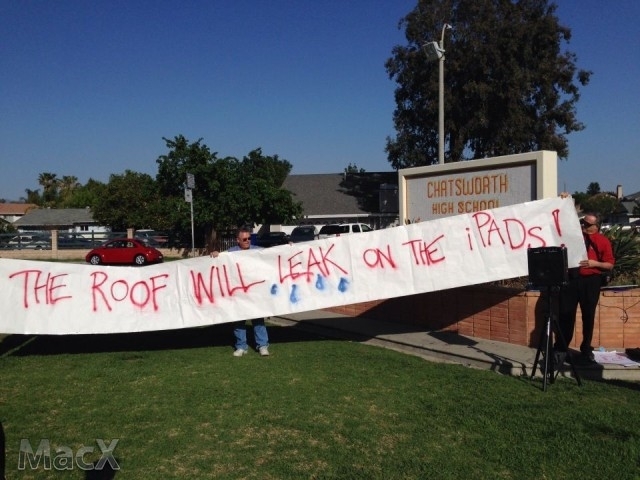 CHATSWORTH
HIGH SCHOOL
THE ROOF WILL LEAK ON THE iPADS!
MacX